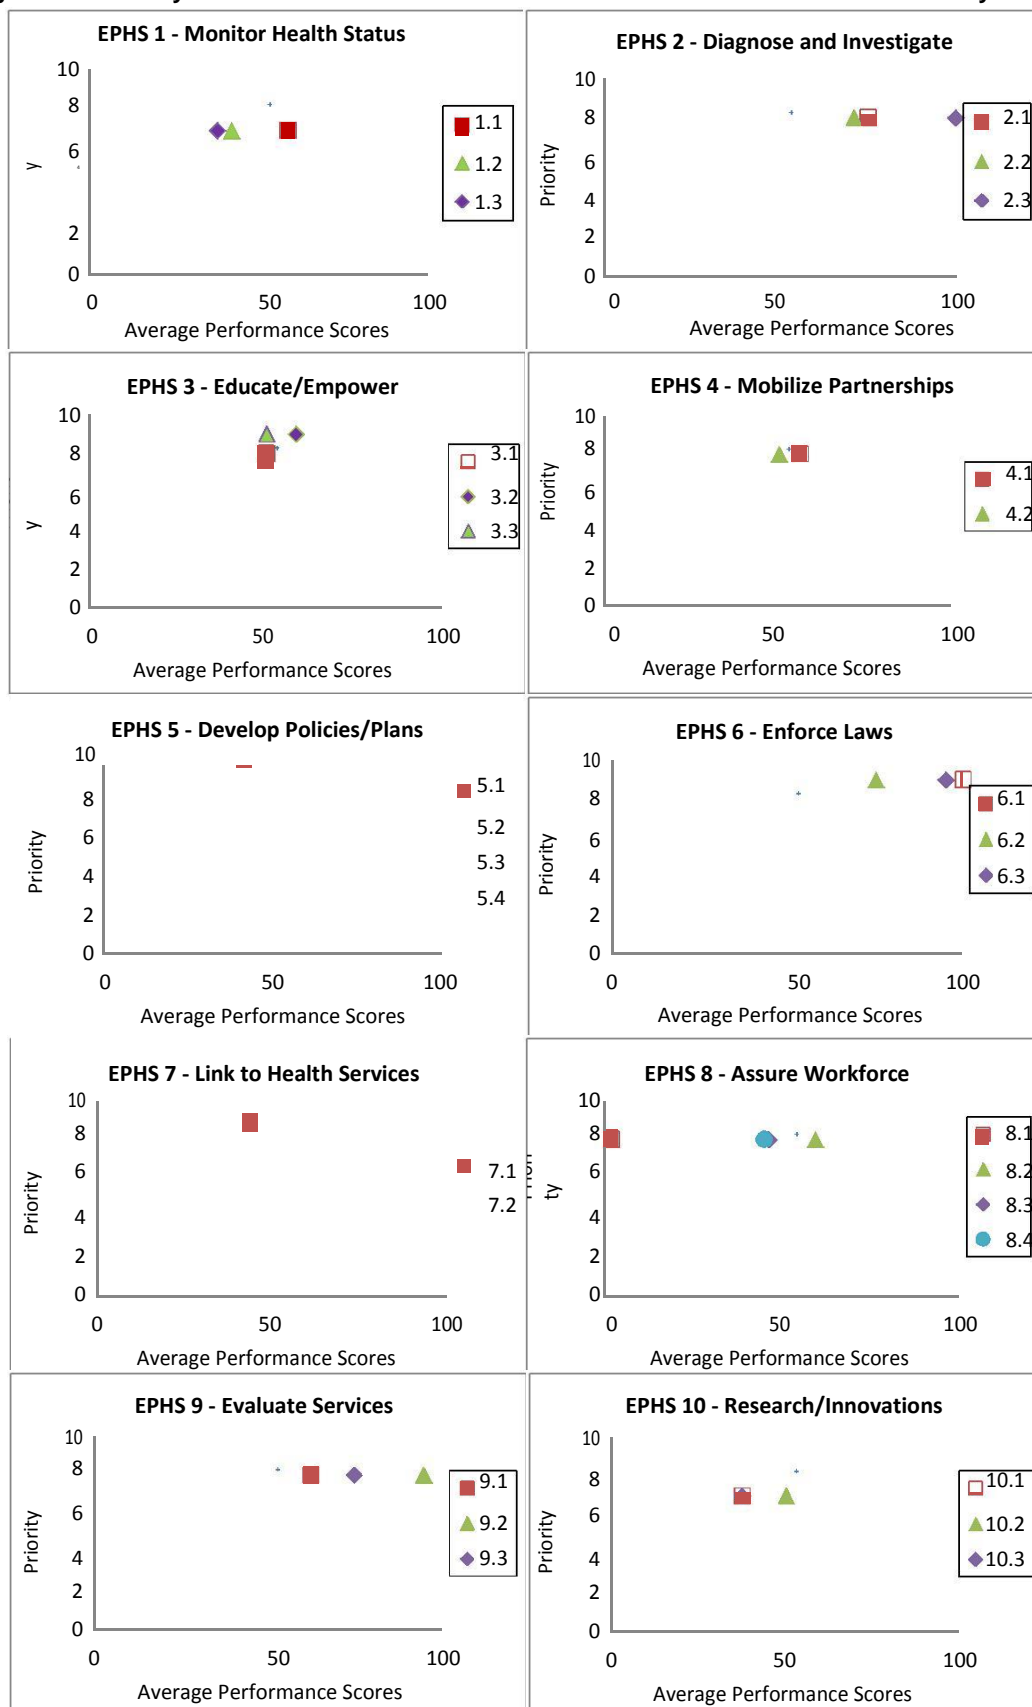 EPHS 1 - Monitor Health Status
10
8
6
2
0
y
0 50 100
Average Performance Scores
1.1
1.2
1.3
EPHS 2 - Diagnose and Investigate
10
8
6
4
2
0
Priority
0 50 100
Average Performance Scores
2.1
2.2
2.3
EPHS 3 - Educate/Empower
10
8
6
4
2
0
y
0 50 100
Average Performance Scores
3.1
3.2
3.3
EPHS 4 - Mobilize Partnerships
10
8
6
4
2
0
Priority
0 50 100
Average Performance Scores
4.1
4.2
EPHS 5 - Develop Policies/Plans
10
8
6
4
2
0
Priority
0 50 100
Average Performance Scores
5.1
5.2
5.3
5.4
EPHS 6 - Enforce Laws
10
8
6
4
2
0
Priority
0 50 100
Average Performance Scores
6.1
6.2
6.3
EPHS 7 - Link to Health Services
10
8
6
4
2
0
Priority
0 50 100
Average Performance Scores
7.1
7.2
EPHS 8 - Assure Workforce
10
8
6
4
2
0
ty
0 50 100
Average Performance Scores
8.1
8.2
8.3
8.4
EPHS 9 - Evaluate Services
10
8
6
4
2
0
Priority
0 50 100
Average Performance Scores
9.1
9.2
9.3
EPHS 10 - Research/Innovations
10
8
6
4
2
0
Priority
0 50 100
Average Performance Scores
10.1
10.2
10.3